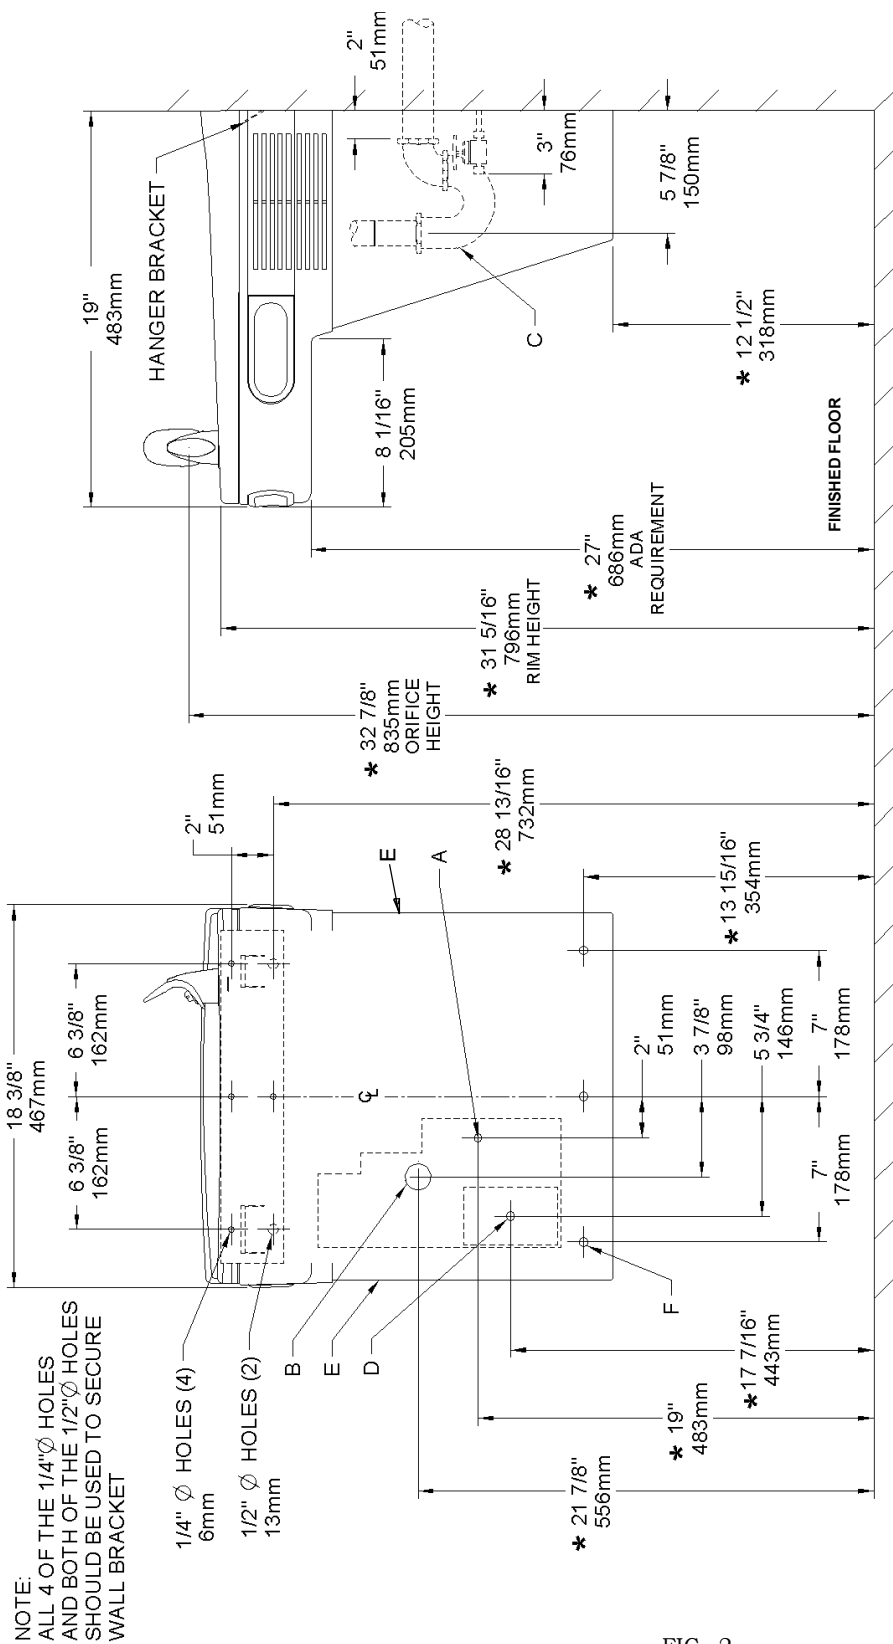 NOTE:
ALL 4 OF THE 1/4"Ø HOLES
AND BOTH OF THE 1/2"Ø HOLES
SHOULD BE USED TO SECURE
WALL BRACKET
1/4" Ø HOLES (4)
6mm
1/2" Ø HOLES (2)
13mm
18 3/8"
467mm
6 3/8"
162mm
6 3/8"
162mm
2"
51mm
B
E
D
E
A
F
℄
2"
51mm
3 7/8"
98mm
5 3/4"
146mm
7"
178mm
7"
178mm
* 21 7/8"
556mm
* 19"
483mm
*17 7/16"
443mm
* 28 13/16"
732mm
*13 15/16"
354mm
* 32 7/8"
835mm
ORIFICE
HEIGHT
* 31 5/16"
796mm
RIM HEIGHT
* 27"
686mm
ADA
REQUIREMENT
FINISHED FLOOR
19"
483mm
HANGER BRACKET
8 1/16"
205mm
2"
51mm
3"
76mm
5 7/8"
150mm
C
* 12 1/2"
318mm
FIG. 2